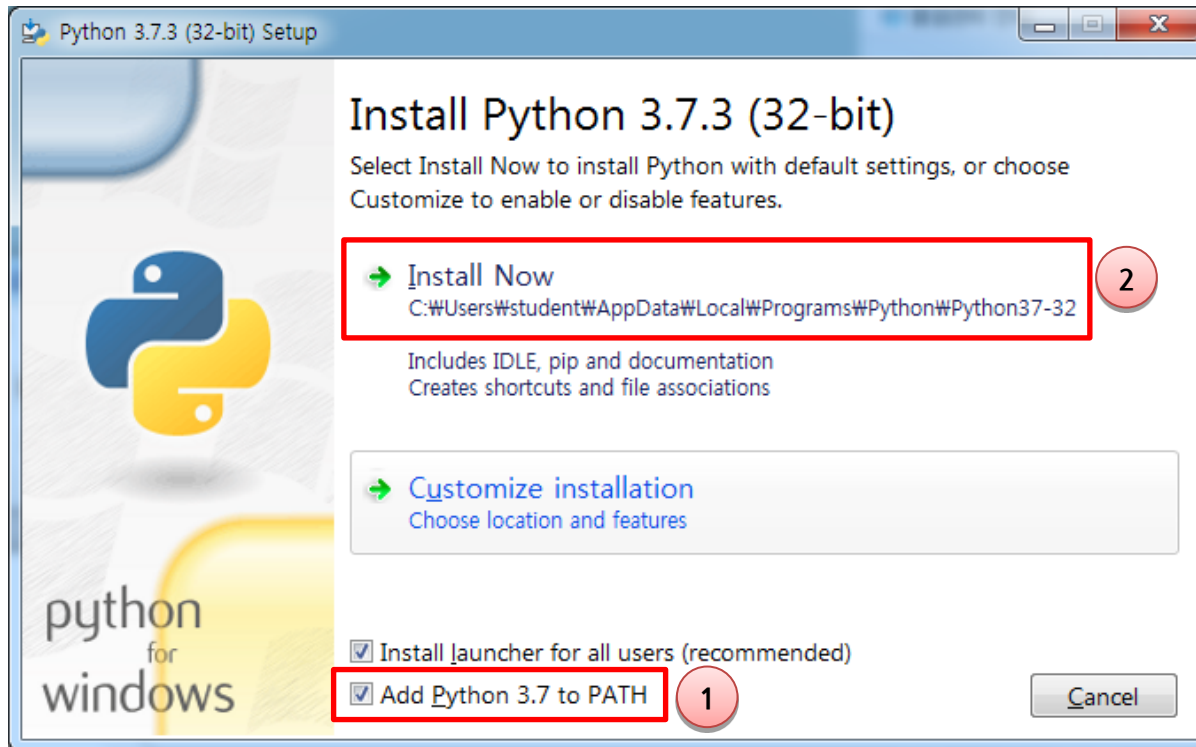 Python 3.7.3 (32-bit) Setup
Install Python 3.7.3 (32-bit)
Select Install Now to install Python with default settings, or choose
Customize to enable or disable features.
Install Now
C:₩Users₩student₩AppData₩Local₩Programs₩Python₩Python37-32
2
Includes IDLE, pip and documentation
Creates shortcuts and file associations
Customize installation
Choose location and features
python
for
windows
Install launcher for all users (recommended)
Add Python 3.7 to PATH
1
Cancel